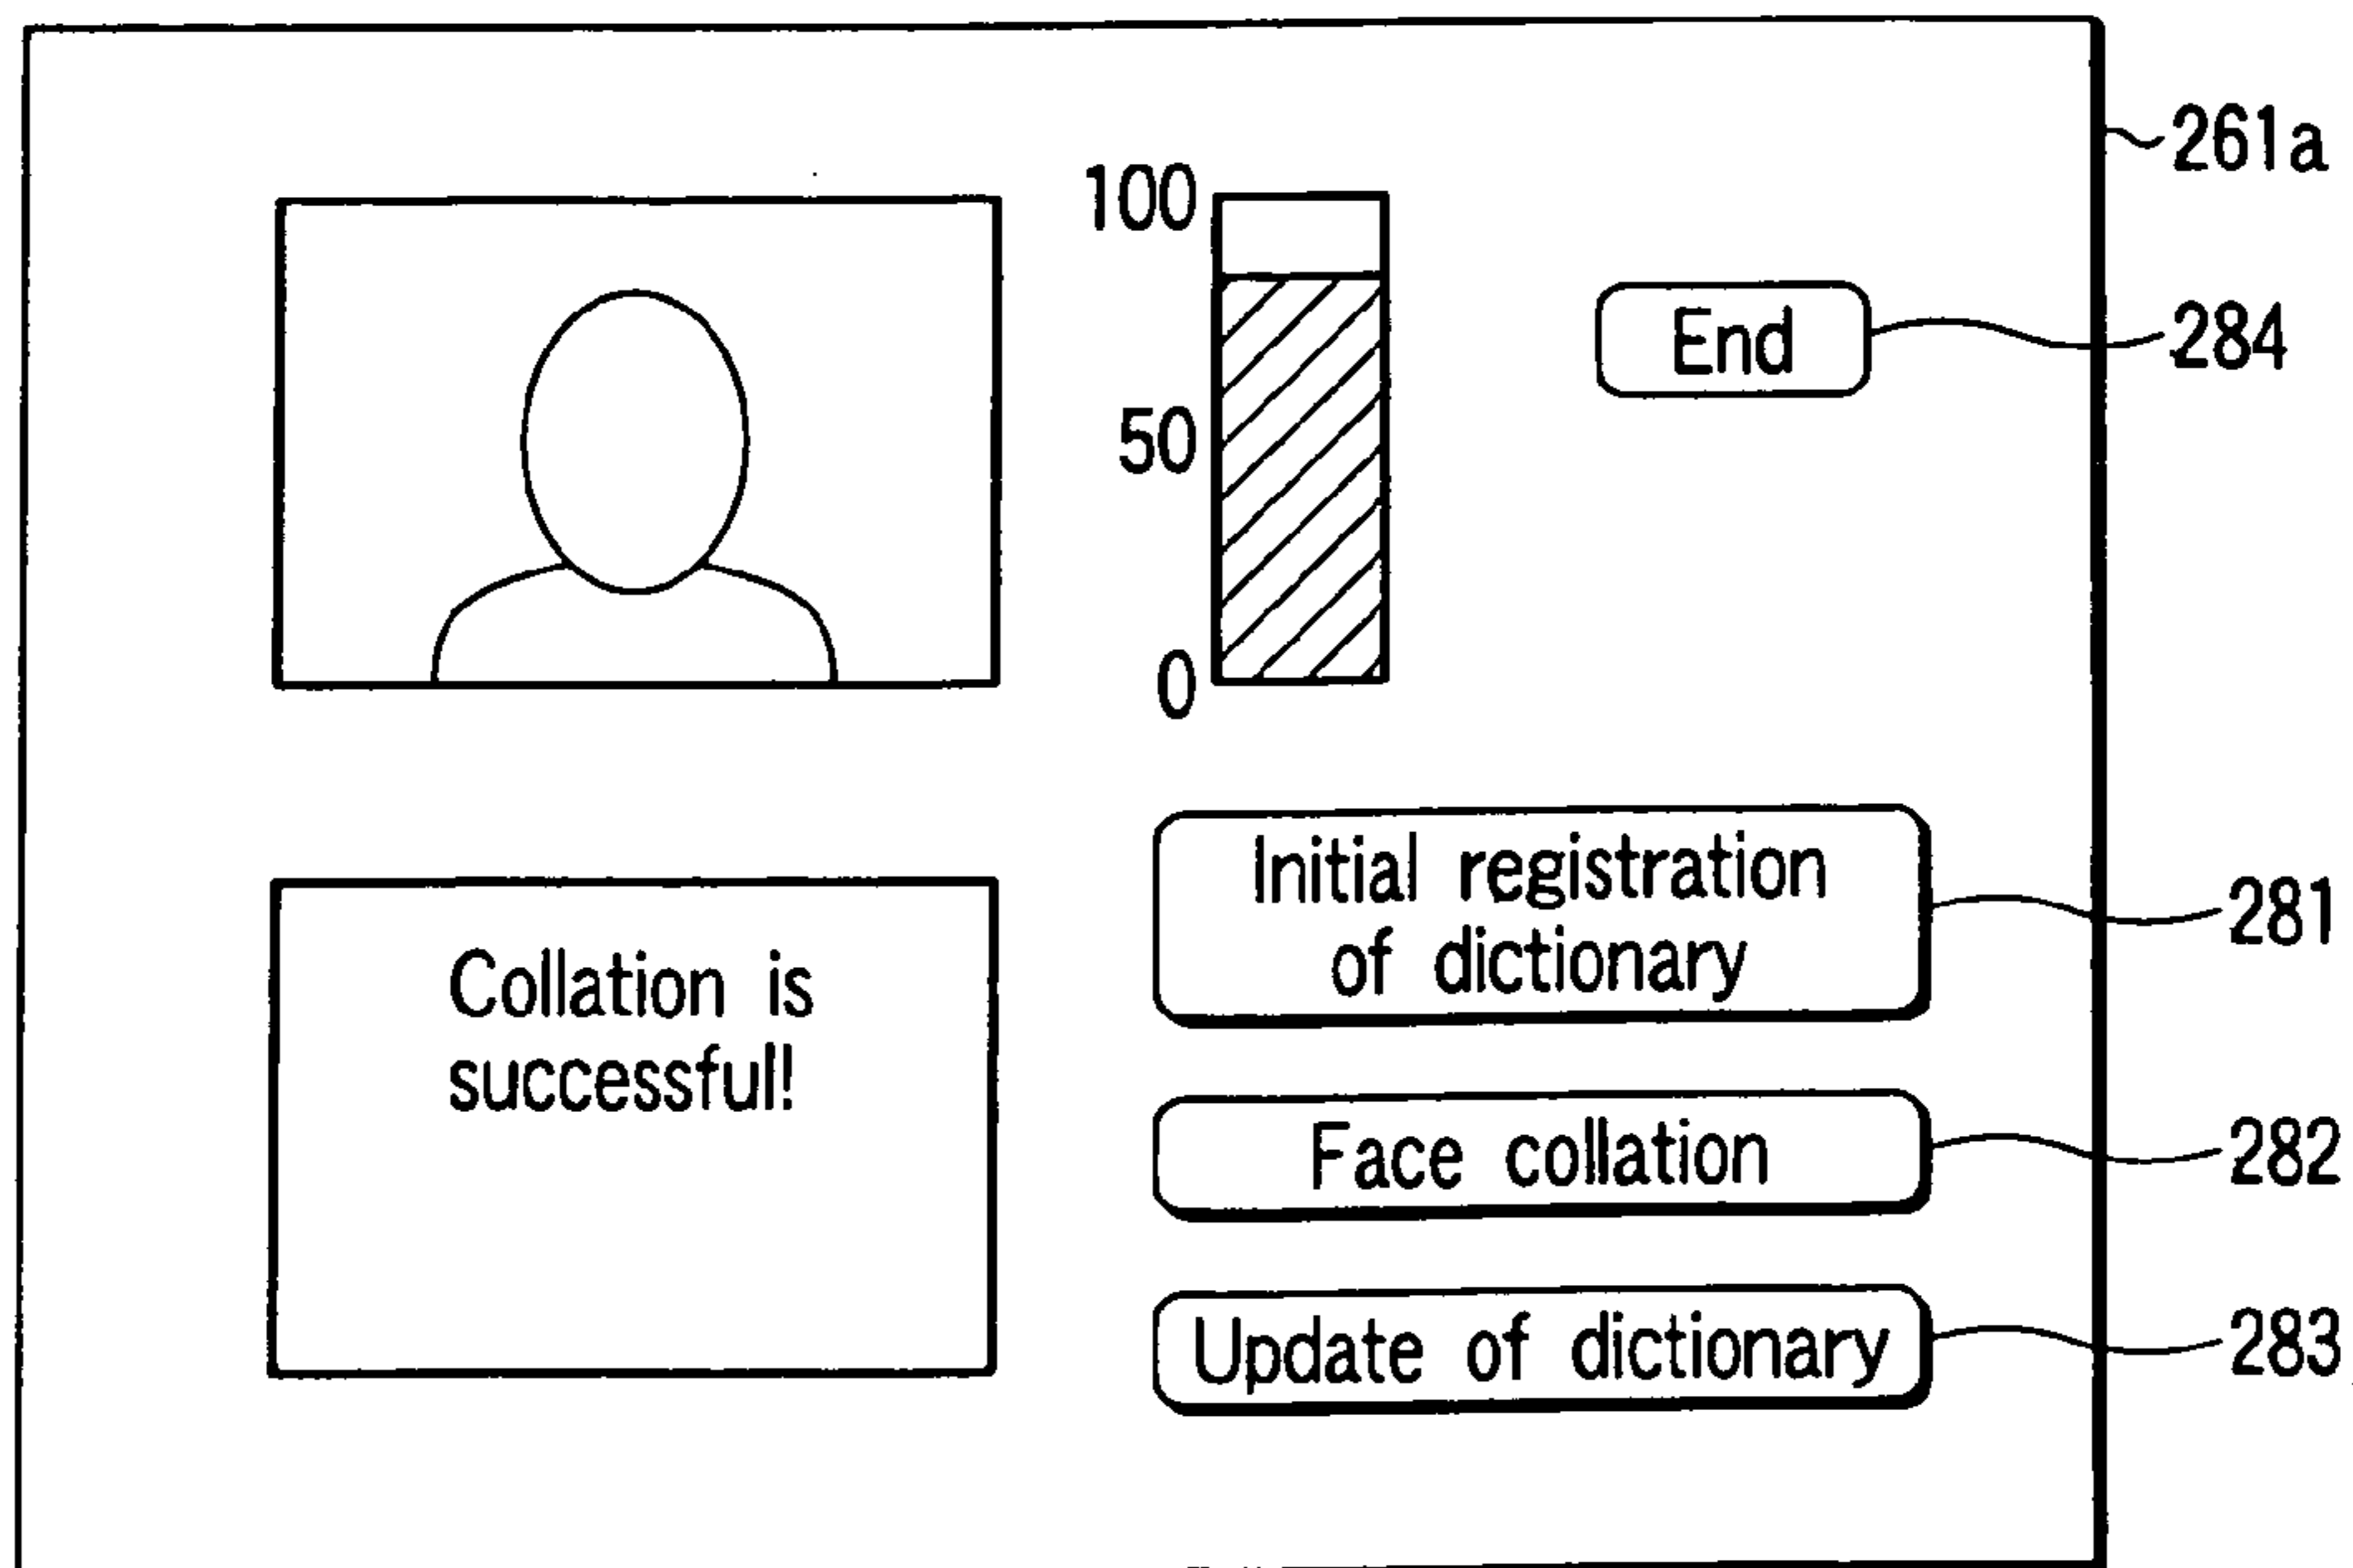 261a
100
50
0
End
284
Initial registration
of dictionary
281
Collation is
successful!
Face collation
282
Update of dictionary
283